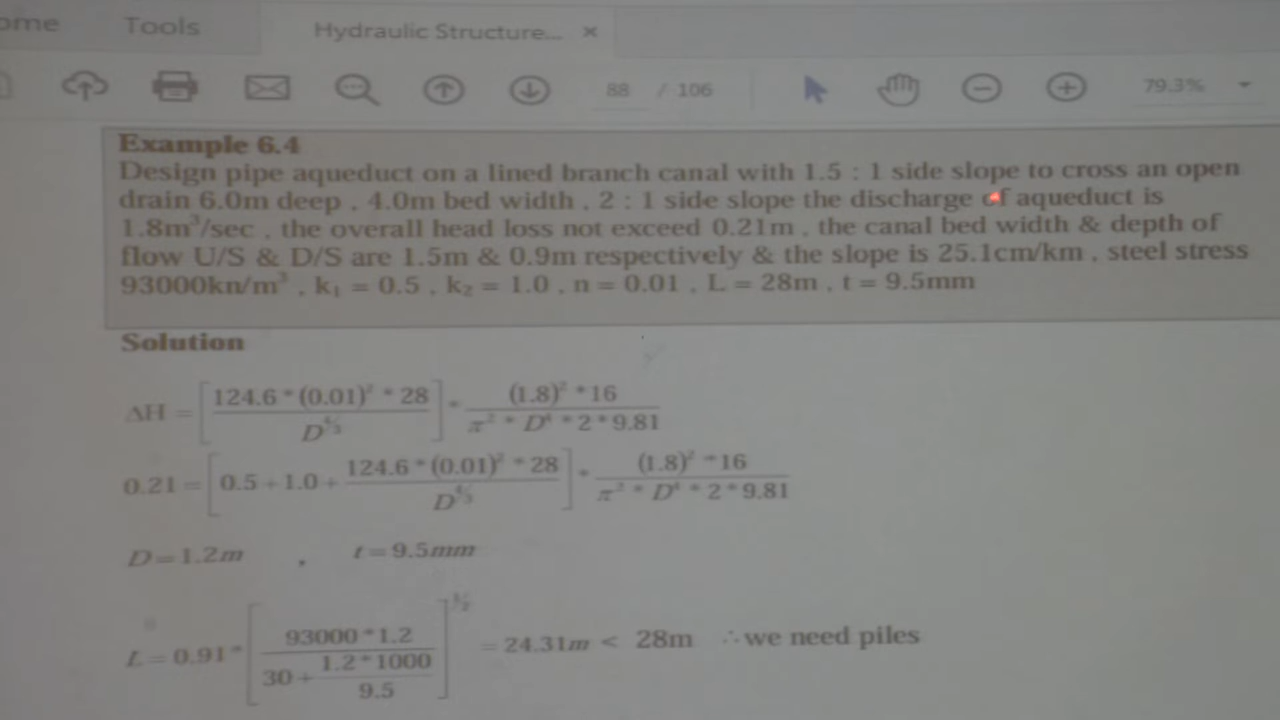 ome Tools Hydraulic Structure... ×
88 / 106 79.3%
Example 6.4
Design pipe aqueduct on a lined branch canal with 1.5 : 1 side slope to cross an open
drain 6.0m deep , 4.0m bed width , 2 : 1 side slope the discharge of aqueduct is
1.8m³/sec , the overall head loss not exceed 0.21m , the canal bed width & depth of
flow U/S & D/S are 1.5m & 0.9m respectively & the slope is 25.1cm/km , steel stress
93000kn/m³ , k₁ = 0.5 , k₂ = 1.0 , n = 0.01 , L = 28m , t = 9.5mm
Solution
ΔH = [124.6 * (0.01)² * 28 / D^4/3] * (1.8)² * 16 / π² * D⁴ * 2 * 9.81
0.21 = [0.5 + 1.0 + 124.6 * (0.01)² * 28 / D^4/3] * (1.8)² * 16 / π² * D⁴ * 2 * 9.81
D = 1.2m , t = 9.5mm
L = 0.91 * [93000 * 1.2 / 30 + 1.2 * 1000 / 9.5]^1/2 = 24.31m < 28m ∴ we need piles